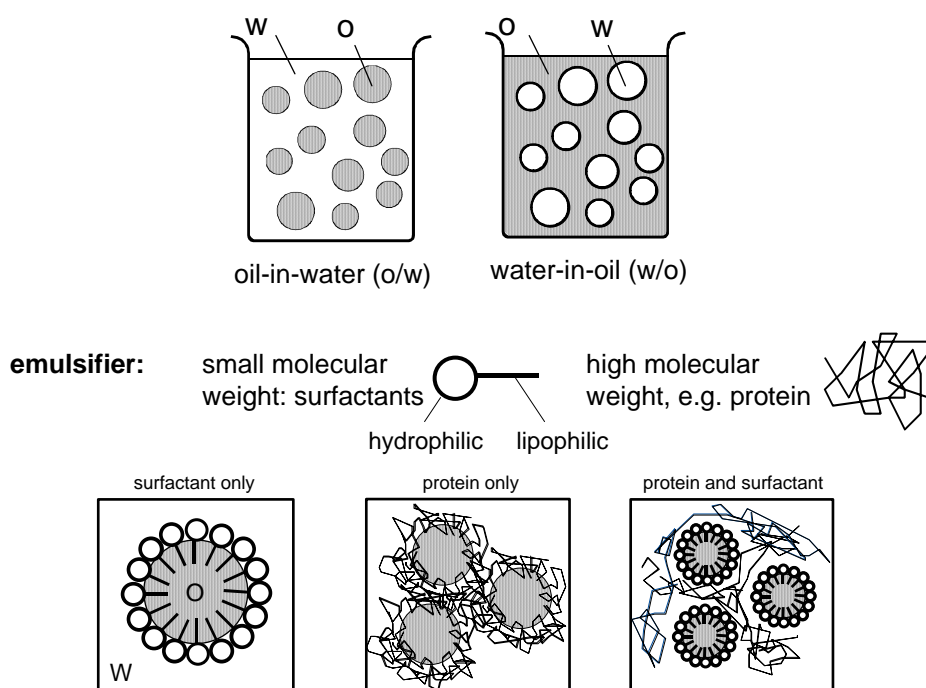 w o
o w
oil-in-water (o/w)
water-in-oil (w/o)
emulsifier:
small molecular
weight: surfactants
high molecular
weight, e.g. protein
hydrophilic lipophilic
surfactant only
protein only
protein and surfactant
O
W